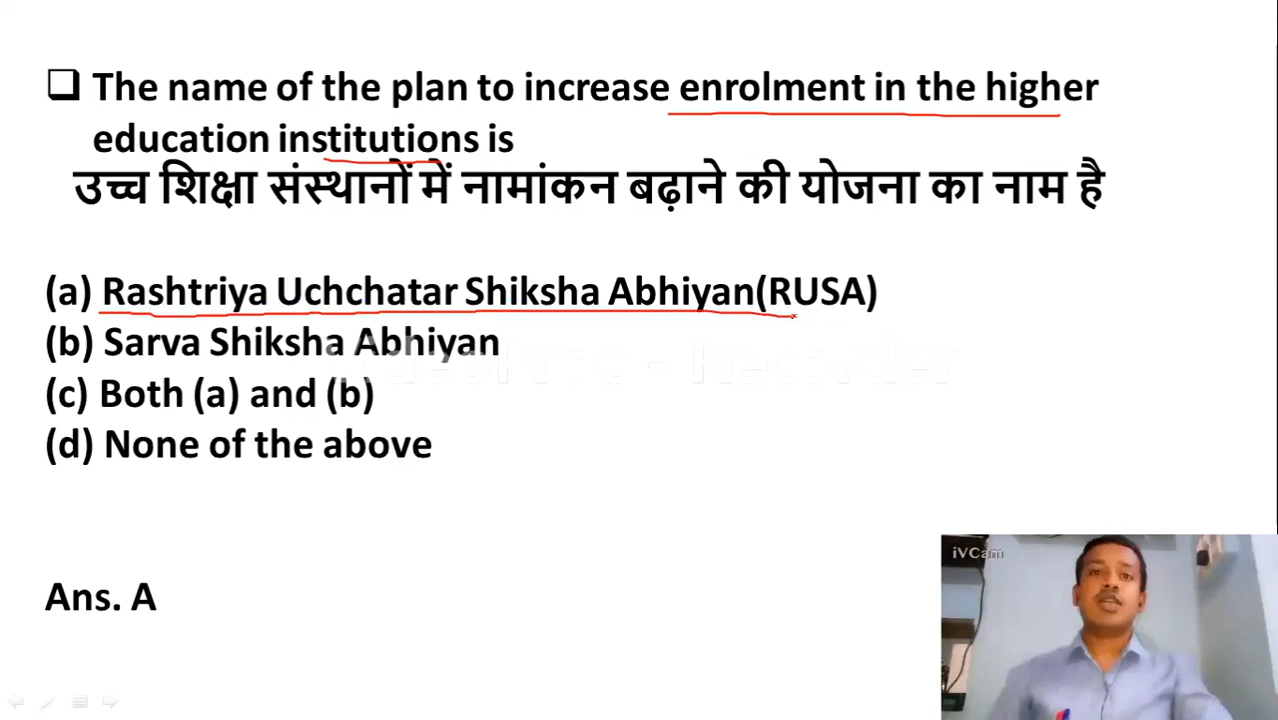 ❑ The name of the plan to increase enrolment in the higher
education institutions is
उच्च शिक्षा संस्थानों में नामांकन बढ़ाने की योजना का नाम है
(a) Rashtriya Uchchatar Shiksha Abhiyan(RUSA)
(b) Sarva Shiksha Abhiyan
(c) Both (a) and (b)
(d) None of the above
Ans. A
iVCam